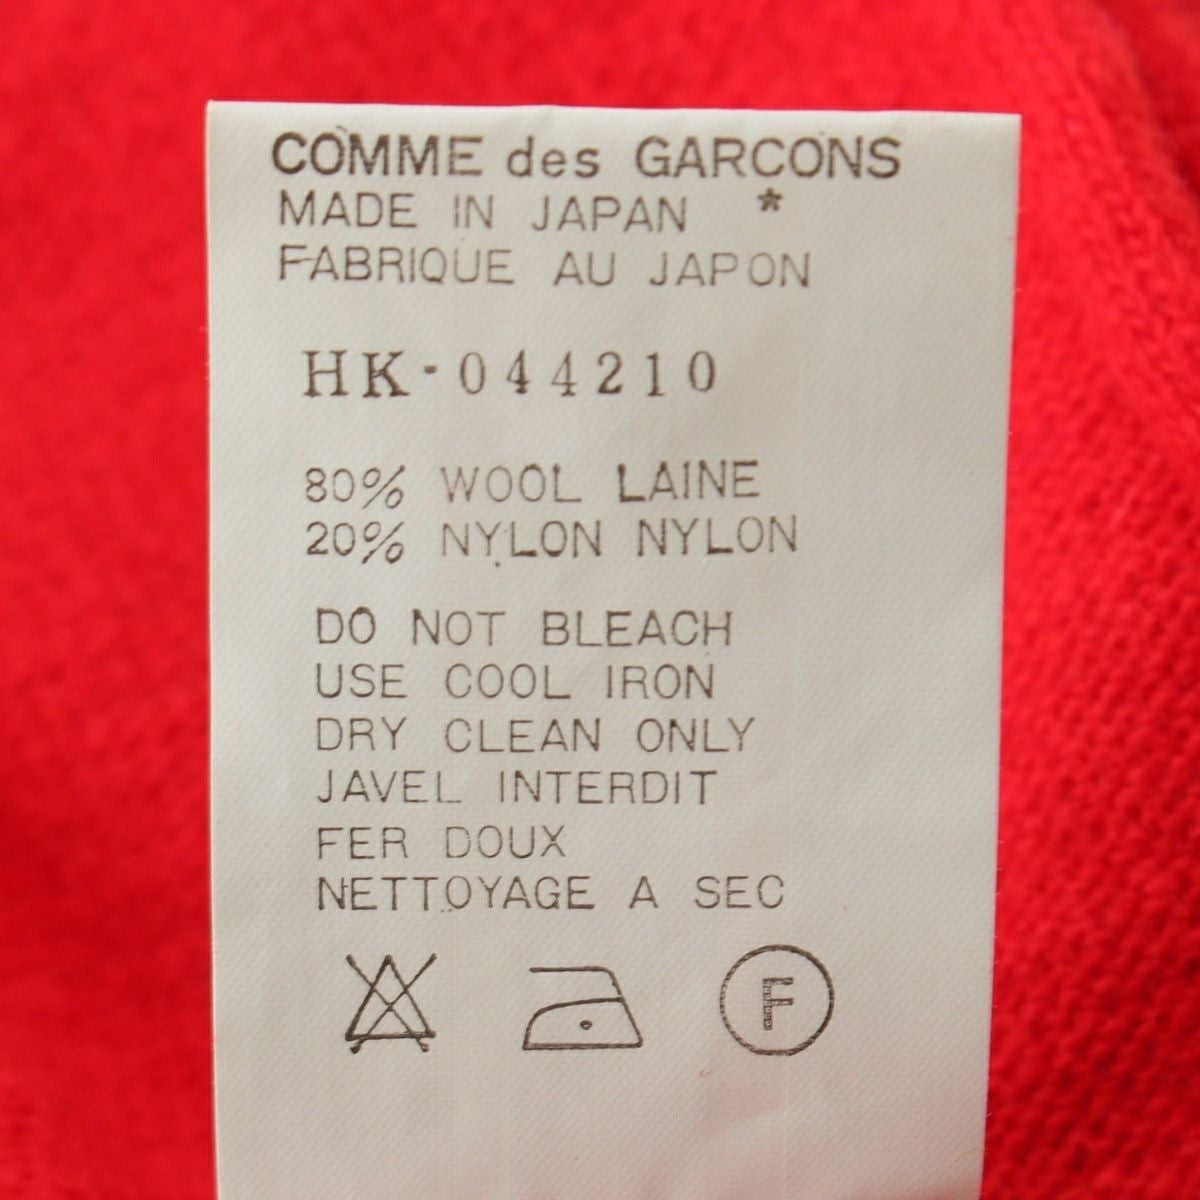 COMME des GARCONS
MADE IN JAPAN *
FABRIQUE AU JAPON
HK-044210
80% WOOL LAINE
20% NYLON NYLON
DO NOT BLEACH
USE COOL IRON
DRY CLEAN ONLY
JAVEL INTERDIT
FER DOUX
NETTOYAGE A SEC
F